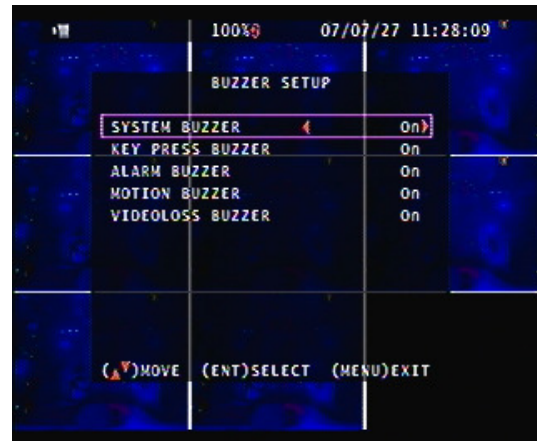 100% 07/07/27 11:28:09
BUZZER SETUP
SYSTEM BUZZER On
KEY PRESS BUZZER On
ALARM BUZZER On
MOTION BUZZER On
VIDEOLOSS BUZZER On
(▲▼)MOVE (ENT)SELECT (MENU)EXIT